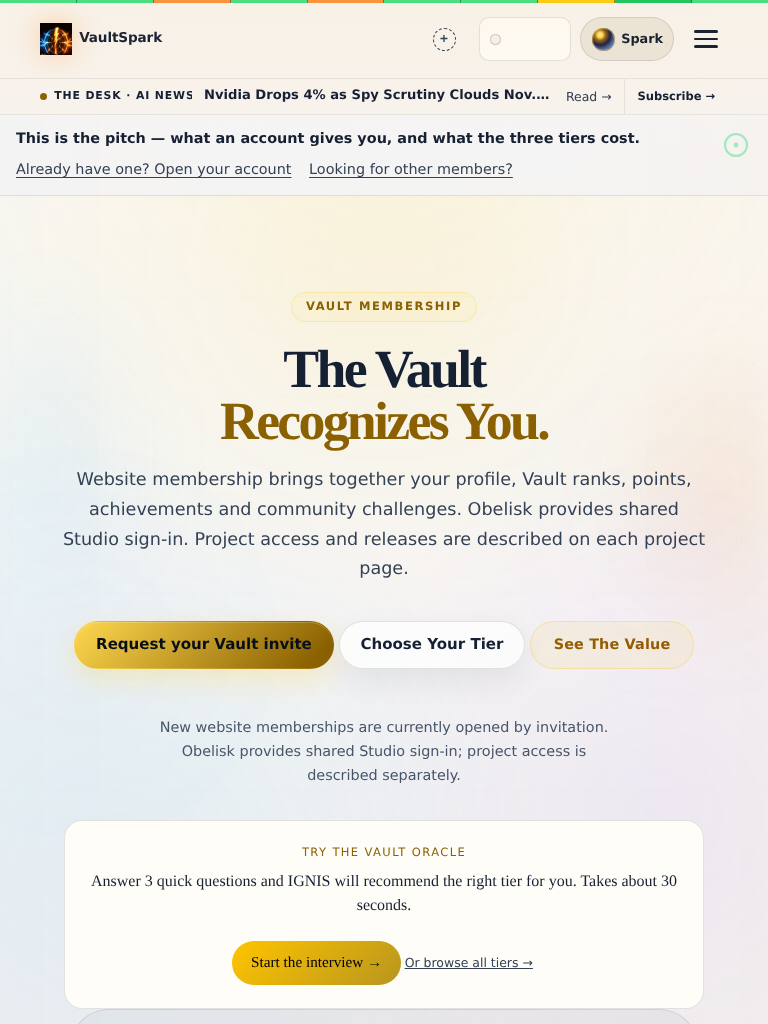 VaultSpark
+
Spark
THE DESK · AI NEWS Nvidia Drops 4% as Spy Scrutiny Clouds Nov.... Read → Subscribe →
This is the pitch — what an account gives you, and what the three tiers cost.
Already have one? Open your account Looking for other members?
VAULT MEMBERSHIP
The Vault
Recognizes You.
Website membership brings together your profile, Vault ranks, points,
achievements and community challenges. Obelisk provides shared
Studio sign-in. Project access and releases are described on each project
page.
Request your Vault invite Choose Your Tier See The Value
New website memberships are currently opened by invitation.
Obelisk provides shared Studio sign-in; project access is
described separately.
TRY THE VAULT ORACLE
Answer 3 quick questions and IGNIS will recommend the right tier for you. Takes about 30
seconds.
Start the interview → Or browse all tiers →